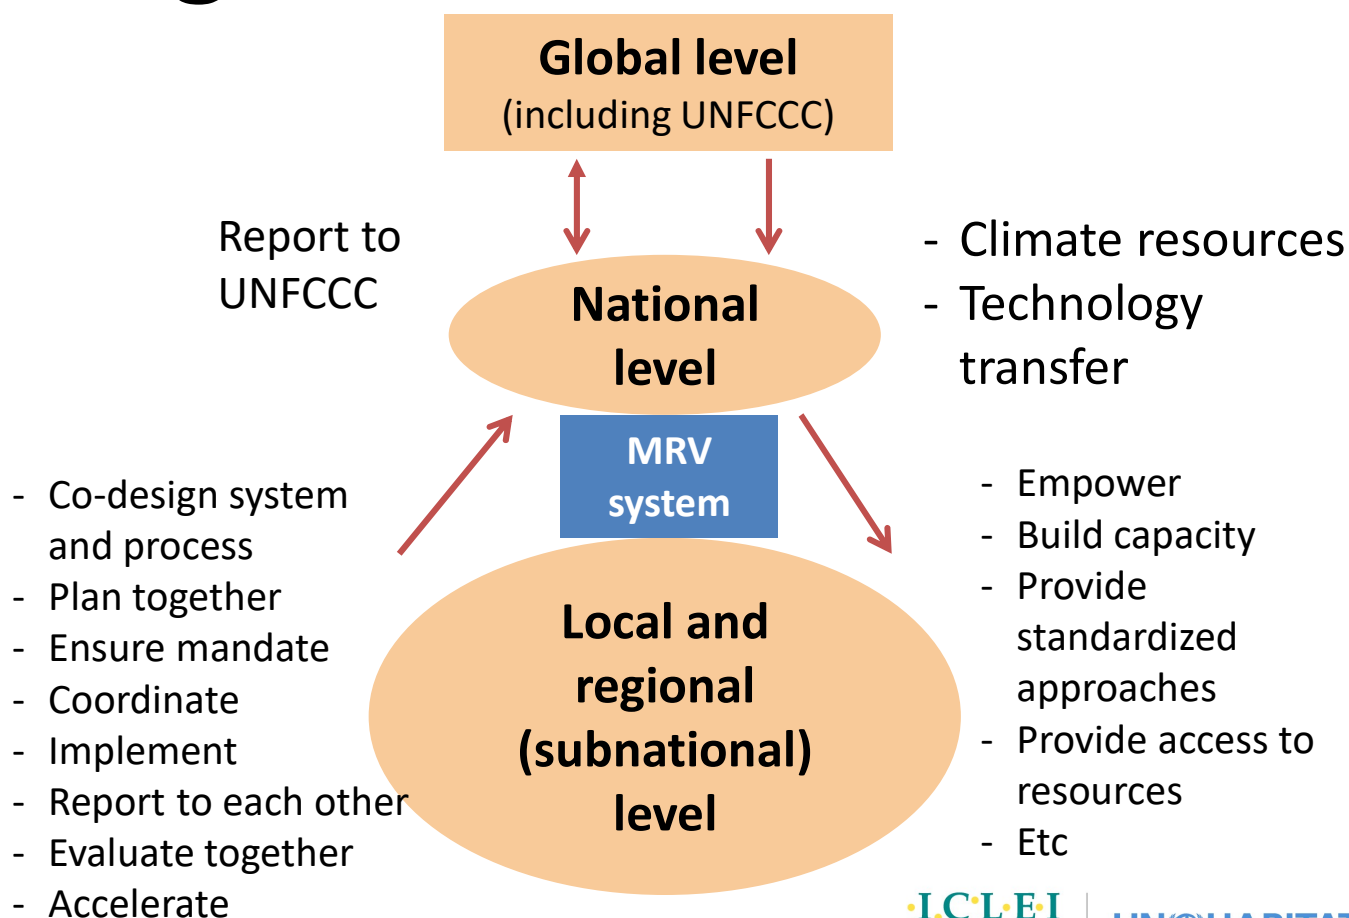 Global level
(including UNFCCC)
Report to
UNFCCC
- Climate resources
- Technology
transfer
National
level
MRV
system
- Co-design system
and process
- Plan together
- Ensure mandate
- Coordinate
- Implement
- Report to each other
- Evaluate together
- Accelerate
Local and
regional
(subnational)
level
- Empower
- Build capacity
- Provide
standardized
approaches
- Provide access to
resources
- Etc
·I·C·L·E·I